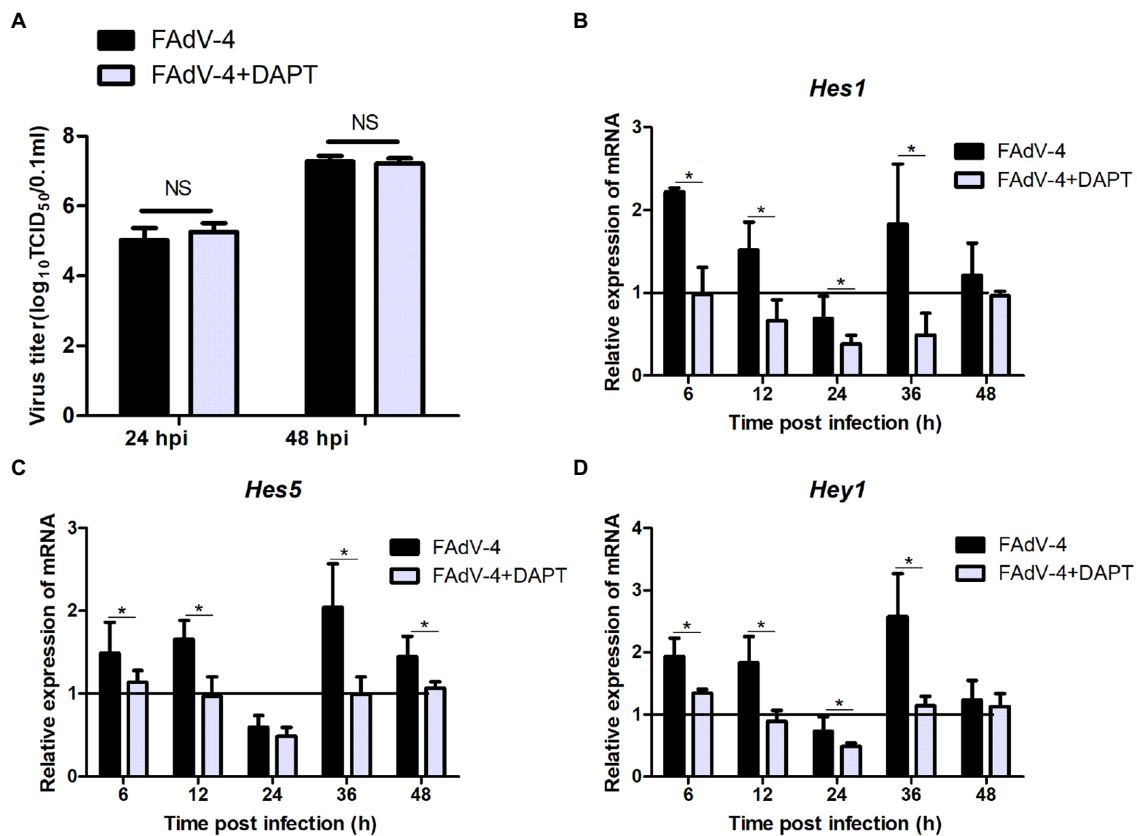 A
FAdV-4
FAdV-4+DAPT
Virus titer(log10TCID50/0.1ml)
8
6
4
2
0
NS
NS
24 hpi
48 hpi
B
Hes1
Relative expression of mRNA
3
2
1
0
FAdV-4
FAdV-4+DAPT
* * * *
6 12 24 36 48
Time post infection (h)
C
Hes5
Relative expression of mRNA
3
2
1
0
FAdV-4
FAdV-4+DAPT
* * * *
6 12 24 36 48
Time post infection (h)
D
Hey1
Relative expression of mRNA
4
3
2
1
0
FAdV-4
FAdV-4+DAPT
* * * *
6 12 24 36 48
Time post infection (h)